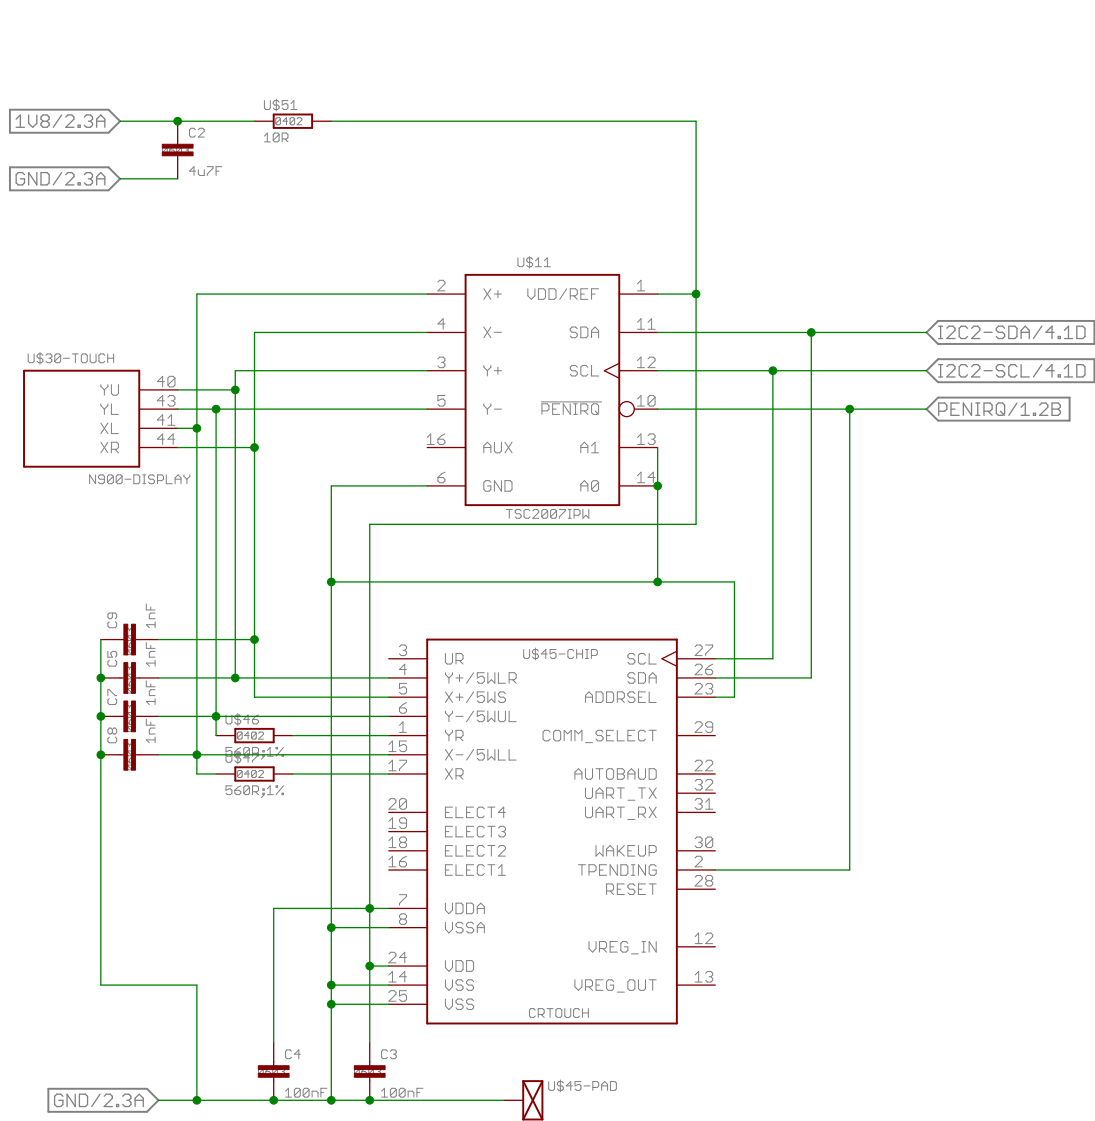 U$51
1V8/2.3A
0402
C2
10R
4u7F
GND/2.3A
U$11
2 X+ VDD/REF 1
4 X- SDA 11
I2C2-SDA/4.1D
U$30-TOUCH
3 Y+ SCL 12
I2C2-SCL/4.1D
YU 40
YL 43
5 Y- PENIRQ 10
PENIRQ/1.2B
XL 41
XR 44
16 AUX A1 13
N900-DISPLAY
6 GND A0 14
TSC2007IPW
C9 1nF
C5 1nF
C7 1nF
C8 1nF
U$45-CHIP
3 UR SCL 27
4 Y+/5WLR SDA 26
5 X+/5WS ADDRSEL 23
6 Y-/5WUL
U$46
0402
560R;1%
1 YR COMM_SELECT 29
15 X-/5WLL
U$47
0402
560R;1%
17 XR AUTOBAUD 22
UART_TX 32
20 ELECT4 UART_RX 31
19 ELECT3
18 ELECT2 WAKEUP 30
16 ELECT1 TPENDING 2
RESET 28
7 VDDA
8 VSSA
VREG_IN 12
24 VDD
14 VSS VREG_OUT 13
25 VSS
CRTOUCH
C4
100nF
C3
100nF
GND/2.3A
U$45-PAD